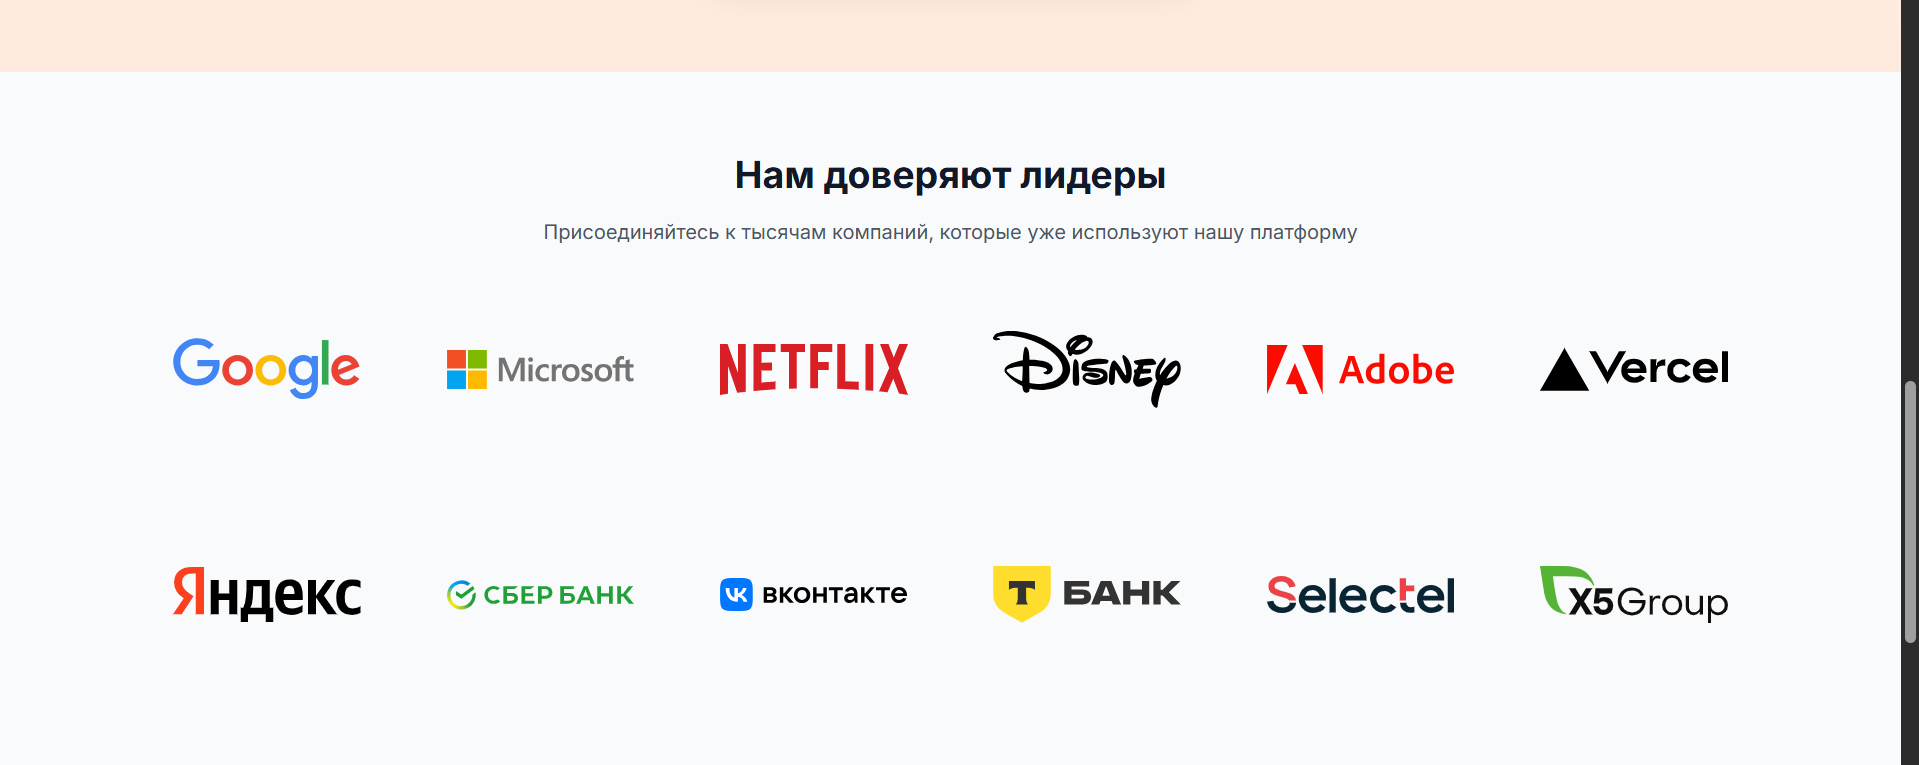 Нам доверяют лидеры
Присоединяйтесь к тысячам компаний, которые уже используют нашу платформу
Google Microsoft NETFLIX Disney Adobe Vercel
Яндекс СБЕР БАНК вконтакте Т БАНК Selectel X5Group